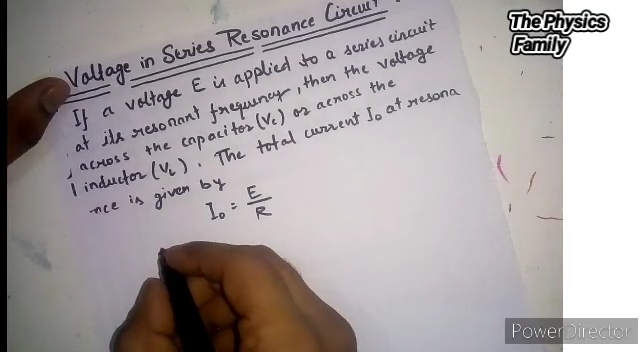 Voltage in Series Resonance Circuit
If a voltage E is applied to a series circuit
at its resonant frequency, then the voltage
across the capacitor (Vc) or across the
inductor (VL). The total current I₀ at resona
nce is given by
I₀ = E/R
The Physics
Family
PowerDirector